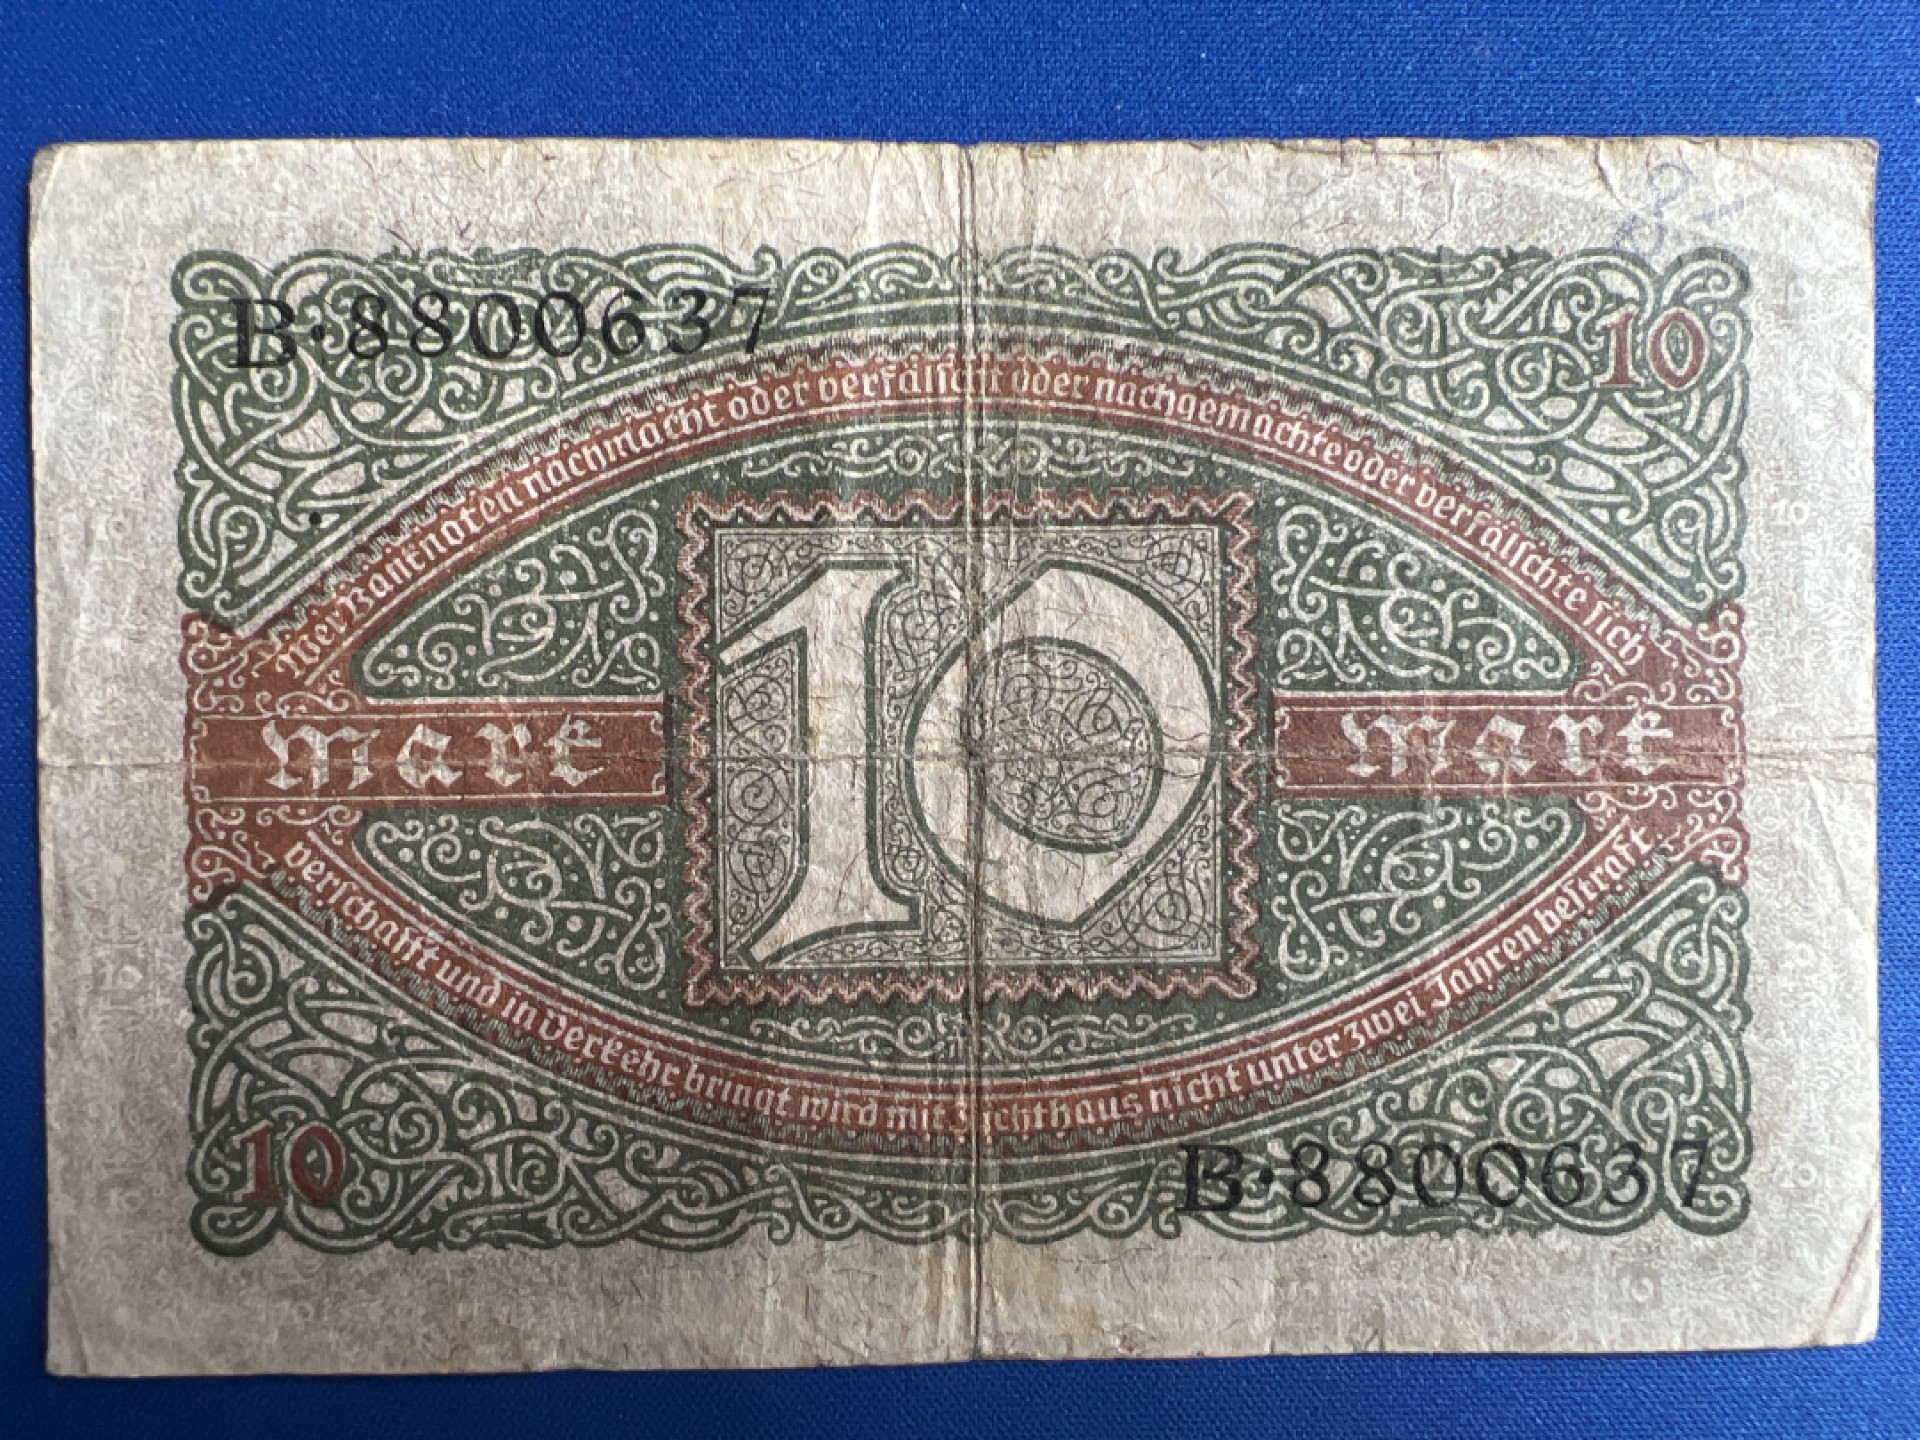 B·8800637
10
Wer Banknoten nachmacht oder verfälscht oder nachgemachte oder verfälschte sich
10
Mark
Mark
verschafft und in Verkehr bringt wird mit Zuchthaus nicht unter zwei Jahren bestraft
10
B·8800637